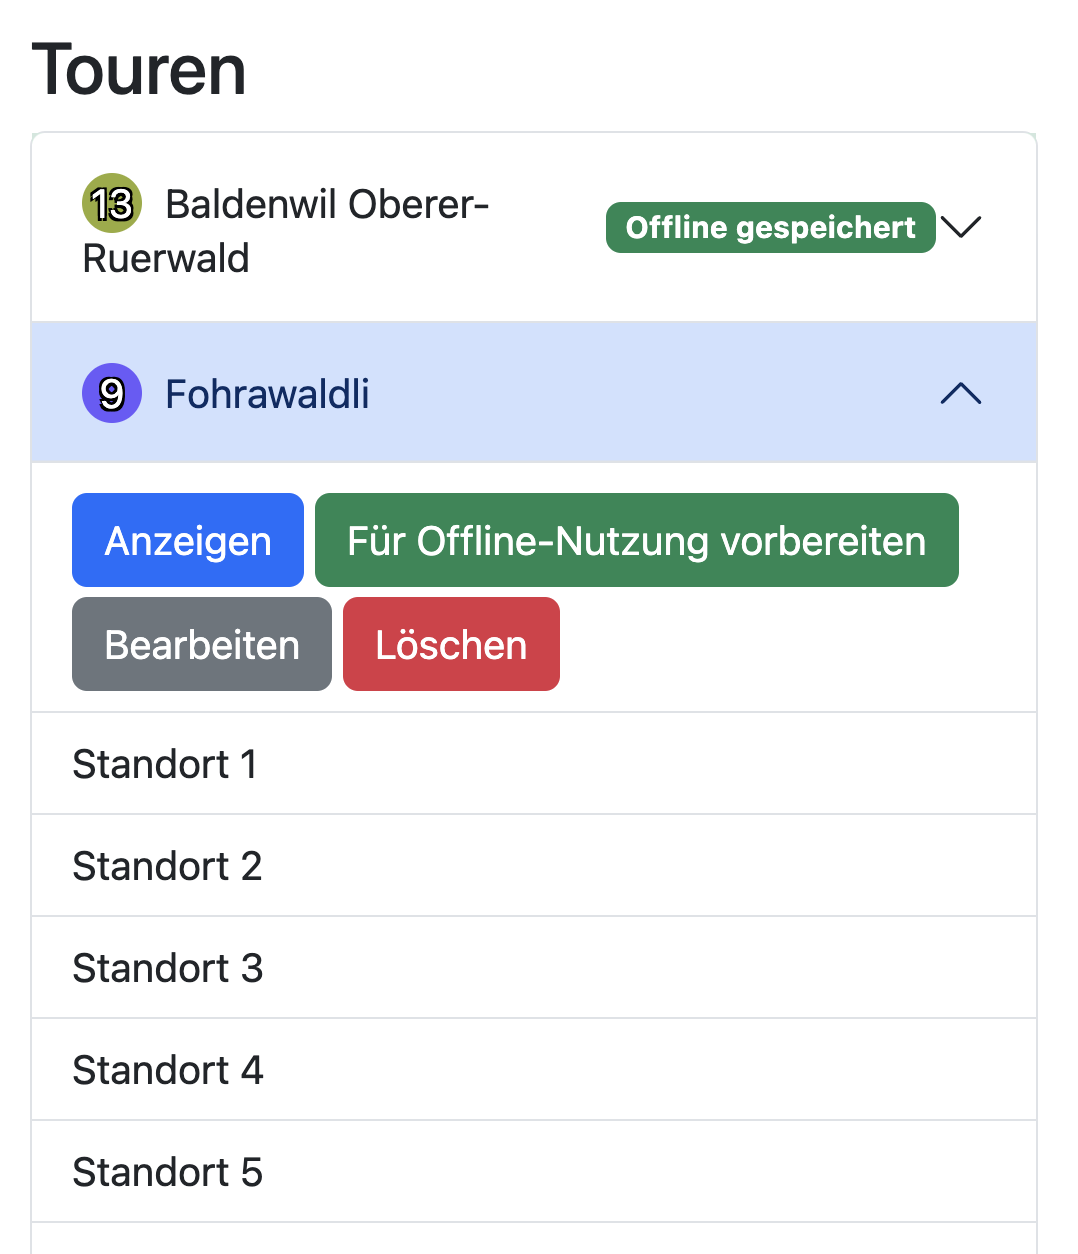 Touren
13 Baldenwil Oberer-
Ruerwald
Offline gespeichert
9 Fohrawaldli
Anzeigen
Für Offline-Nutzung vorbereiten
Bearbeiten
Löschen
Standort 1
Standort 2
Standort 3
Standort 4
Standort 5